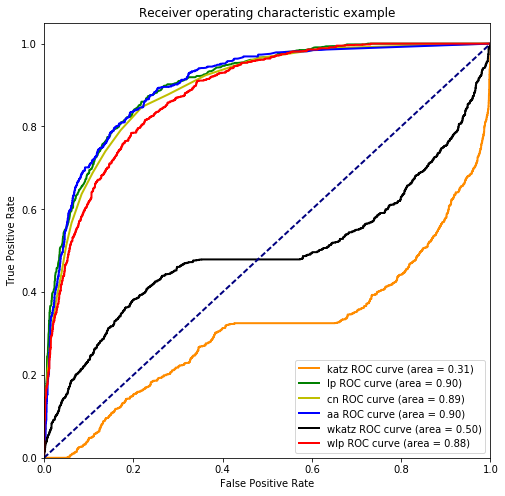 Receiver operating characteristic example
True Positive Rate
1.0
0.8
0.6
0.4
0.2
0.0
katz ROC curve (area = 0.31)
lp ROC curve (area = 0.90)
cn ROC curve (area = 0.89)
aa ROC curve (area = 0.90)
wkatz ROC curve (area = 0.50)
wlp ROC curve (area = 0.88)
0.0 0.2 0.4 0.6 0.8 1.0
False Positive Rate